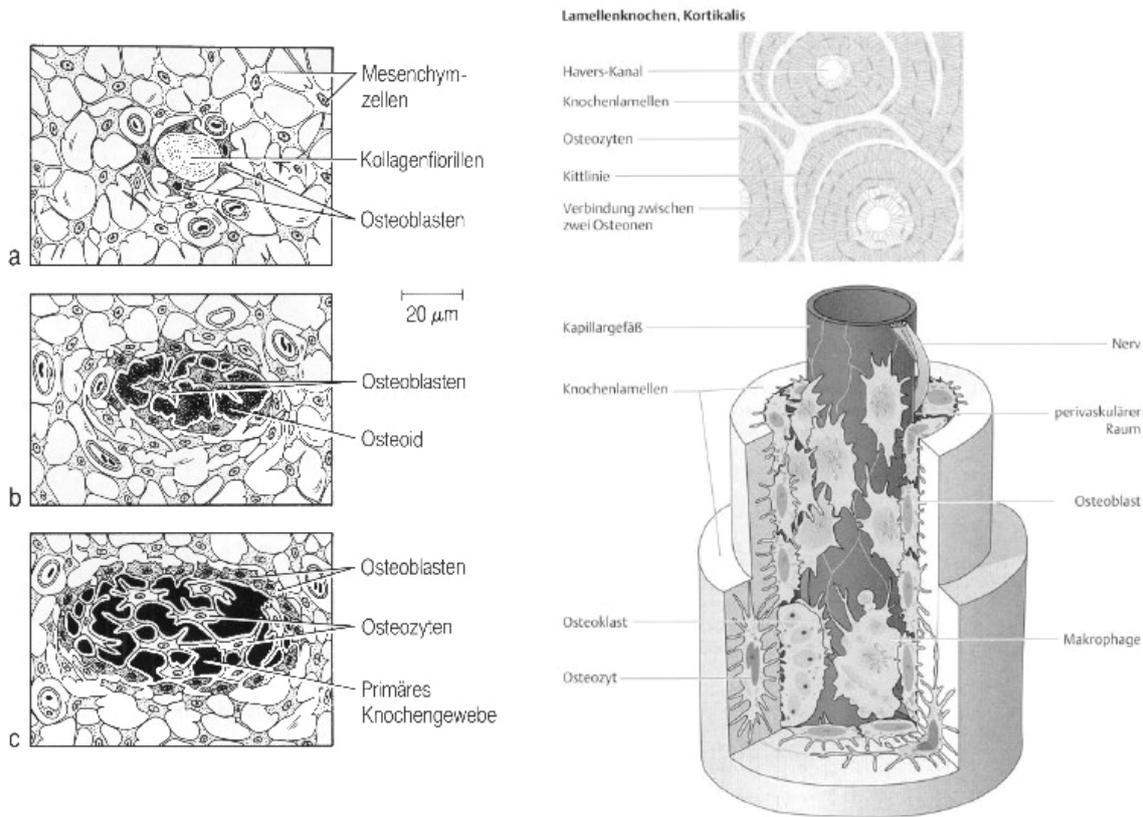 Mesenchym-
zellen
Kollagenfiorillen
Osteoblasten
a
20 µm
Osteoblasten
Osteoid
b
Osteoblasten
Osteozyten
Primäres
Knochengewebe
c
Lamellenknochen, Kortikalis
Havers-Kanal
Knochenlamellen
Osteozyten
Kittlinie
Verbindung zwischen
zwei Osteonen
Kapillargefäß
Nerv
Knochenlamellen
perivaskulärer
Raum
Osteoblast
Osteoklast
Makrophage
Osteozyt